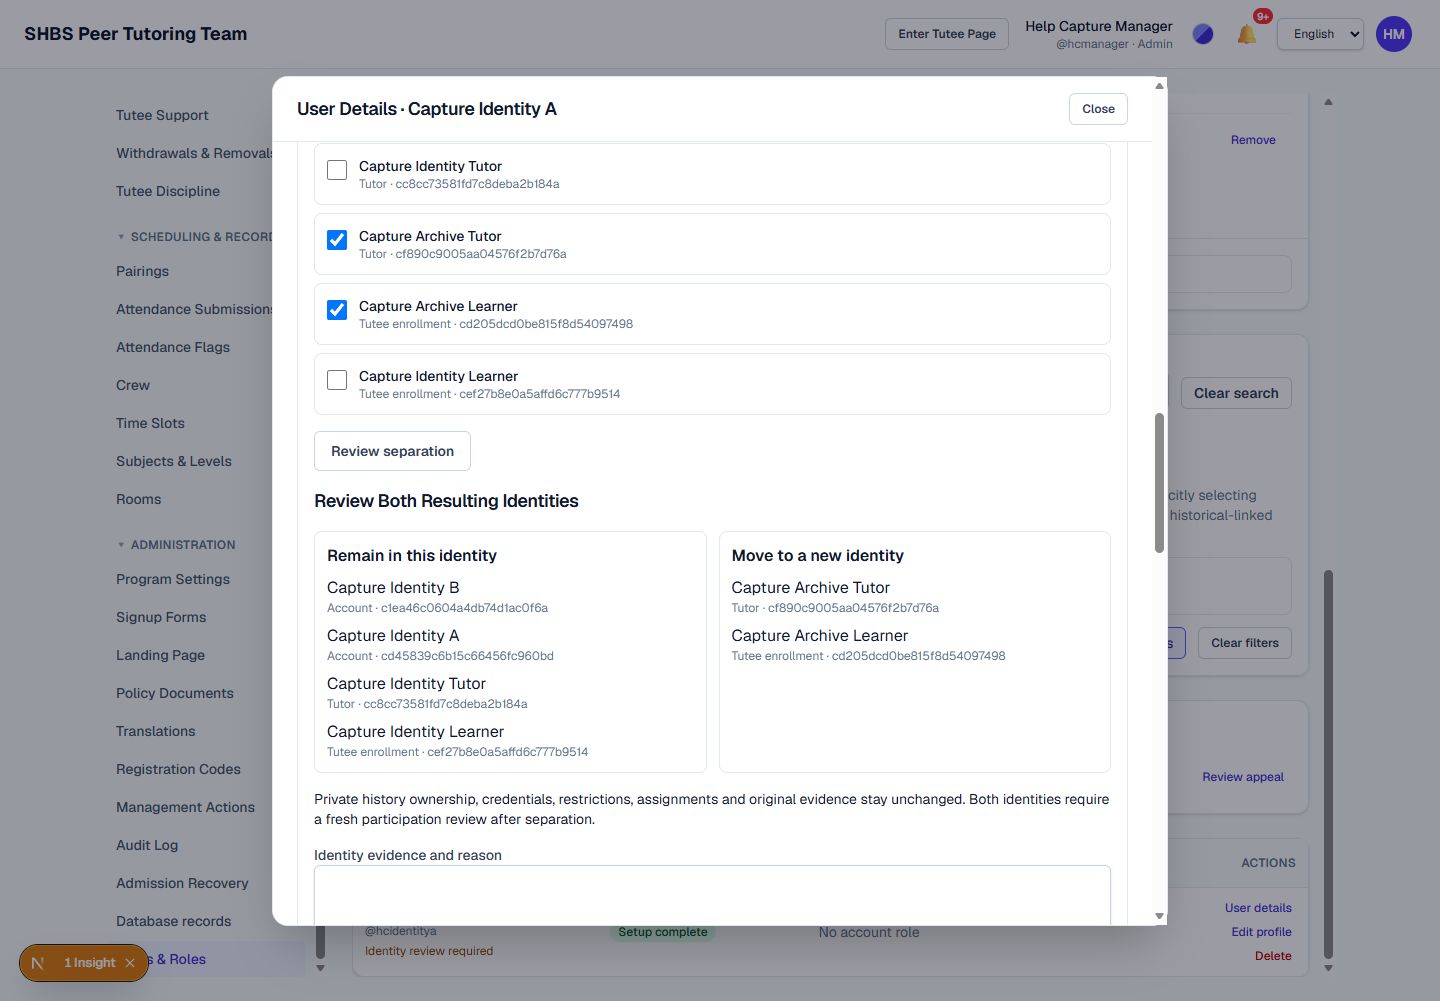 SHBS Peer Tutoring Team
Enter Tutee Page
Help Capture Manager
@hcmanager · Admin
9+
English
HM
Tutee Support
Withdrawals & Removals
Tutee Discipline
SCHEDULING & RECORD
Pairings
Attendance Submissions
Attendance Flags
Crew
Time Slots
Subjects & Levels
Rooms
ADMINISTRATION
Program Settings
Signup Forms
Landing Page
Policy Documents
Translations
Registration Codes
Management Actions
Audit Log
Admission Recovery
Database records
s & Roles
N 1 Insight
User Details · Capture Identity A
Close
Capture Identity Tutor
Tutor · cc8cc73581fd7c8deba2b184a
Capture Archive Tutor
Tutor · cf890c9005aa04576f2b7d76a
Capture Archive Learner
Tutee enrollment · cd205dcd0be815f8d54097498
Capture Identity Learner
Tutee enrollment · cef27b8e0a5affd6c777b9514
Review separation
Review Both Resulting Identities
Remain in this identity
Capture Identity B
Account · c1ea46c0604a4db74d1ac0f6a
Capture Identity A
Account · cd45839c6b15c66456fc960bd
Capture Identity Tutor
Tutor · cc8cc73581fd7c8deba2b184a
Capture Identity Learner
Tutee enrollment · cef27b8e0a5affd6c777b9514
Move to a new identity
Capture Archive Tutor
Tutor · cf890c9005aa04576f2b7d76a
Capture Archive Learner
Tutee enrollment · cd205dcd0be815f8d54097498
Private history ownership, credentials, restrictions, assignments and original evidence stay unchanged. Both identities require
a fresh participation review after separation.
Identity evidence and reason
Remove
Clear search
citly selecting
historical-linked
s
Clear filters
Review appeal
ACTIONS
@hcidentitya
Identity review required
Setup complete
No account role
User details
Edit profile
Delete